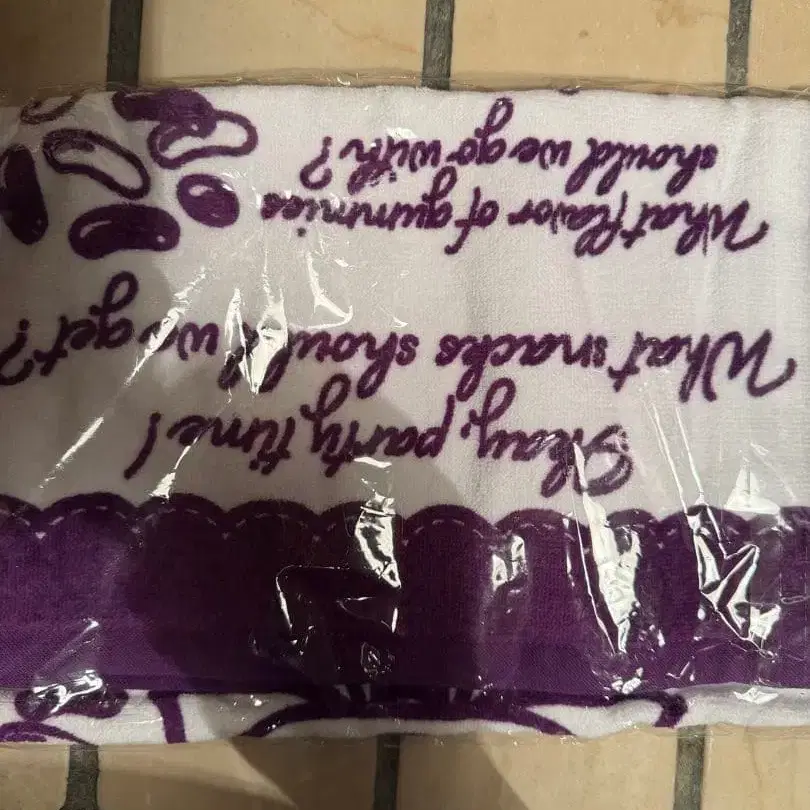 Okay, party time!
What snacks should we get?
What flavor of gummies
should we go with?